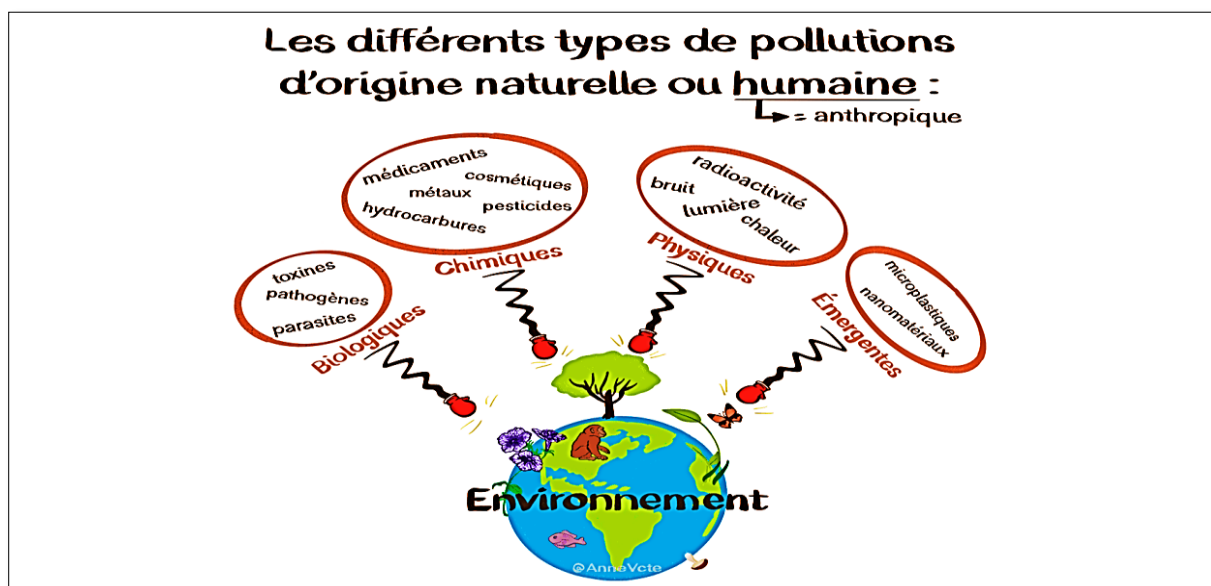 Les différents types de pollutions
d'origine naturelle ou humaine :
= anthropique
médicaments
cosmétiques
métaux
pesticides
hydrocarbures
Chimiques
radioactivité
bruit
lumière
chaleur
Physiques
toxines
pathogènes
parasites
Biologiques
microplastiques
nanomatériaux
Émergentes
Environnement
@AnneVcte